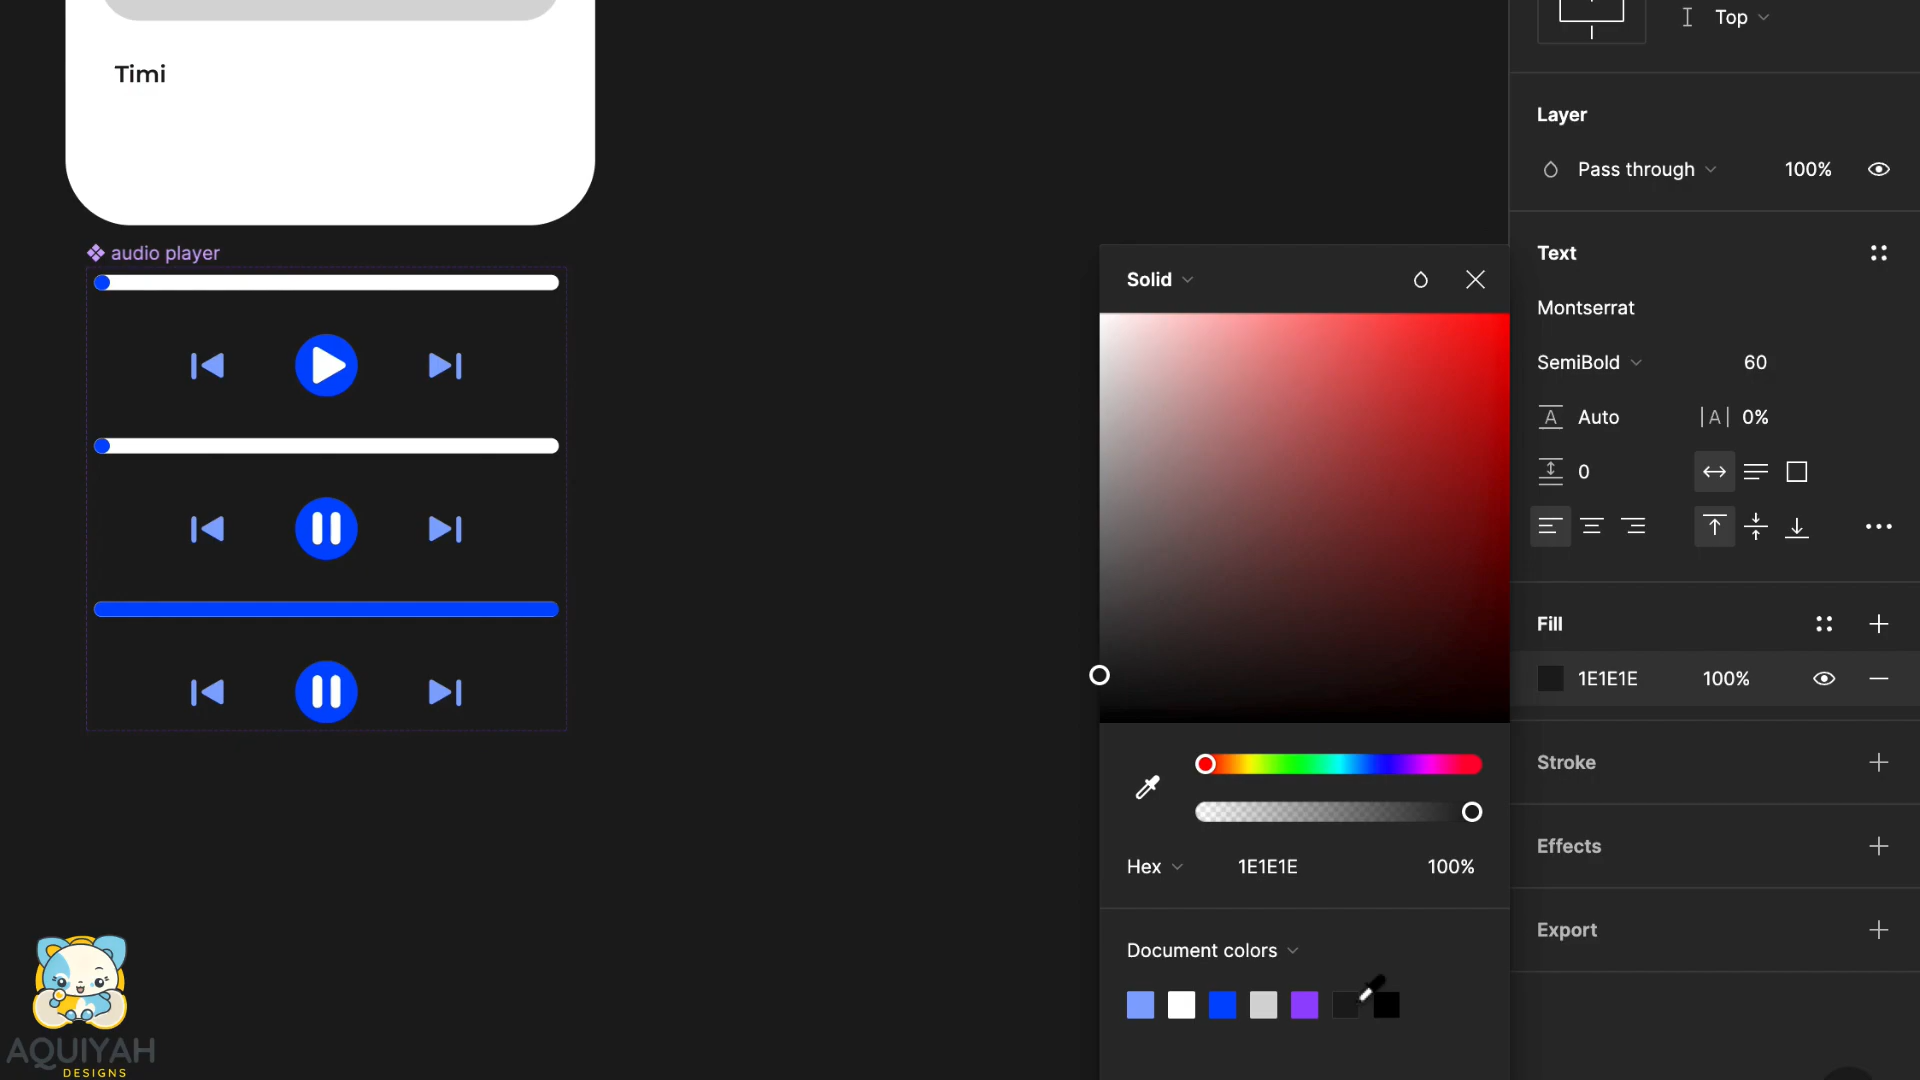 Timi
audio player
Top
Layer
Pass through 100%
Text
Montserrat
SemiBold 60
A Auto |A| 0%
0
Fill
1E1E1E 100%
Stroke
Effects
Export
Solid
Hex 1E1E1E 100%
Document colors
AQUIYAH
DESIGNS